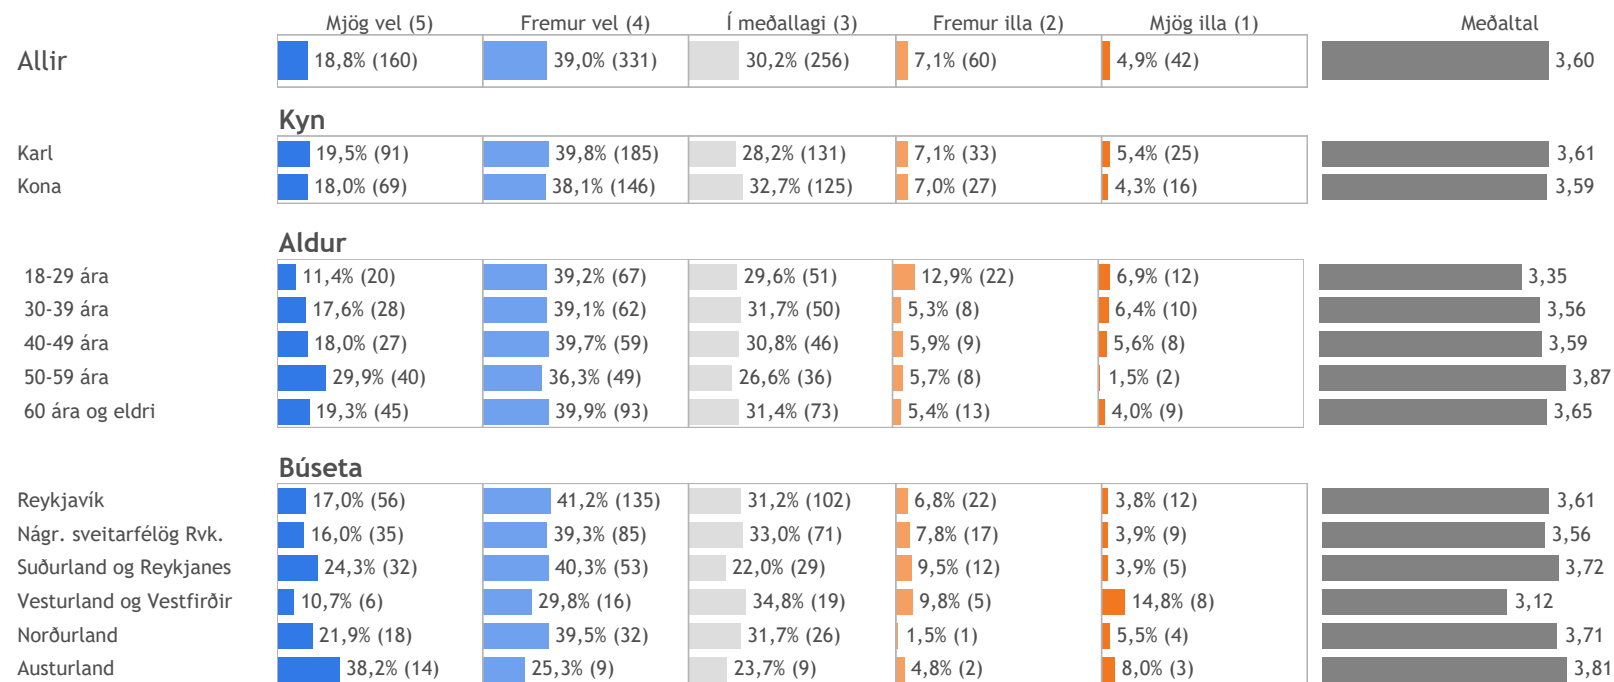 Mjög vel (5) Fremur vel (4) Í meðallagi (3) Fremur illa (2) Mjög illa (1) Meðaltal
Allir 18,8% (160) 39,0% (331) 30,2% (256) 7,1% (60) 4,9% (42) 3,60
Kyn
Karl 19,5% (91) 39,8% (185) 28,2% (131) 7,1% (33) 5,4% (25) 3,61
Kona 18,0% (69) 38,1% (146) 32,7% (125) 7,0% (27) 4,3% (16) 3,59
Aldur
18-29 ára 11,4% (20) 39,2% (67) 29,6% (51) 12,9% (22) 6,9% (12) 3,35
30-39 ára 17,6% (28) 39,1% (62) 31,7% (50) 5,3% (8) 6,4% (10) 3,56
40-49 ára 18,0% (27) 39,7% (59) 30,8% (46) 5,9% (9) 5,6% (8) 3,59
50-59 ára 29,9% (40) 36,3% (49) 26,6% (36) 5,7% (8) 1,5% (2) 3,87
60 ára og eldri 19,3% (45) 39,9% (93) 31,4% (73) 5,4% (13) 4,0% (9) 3,65
Búseta
Reykjavík 17,0% (56) 41,2% (135) 31,2% (102) 6,8% (22) 3,8% (12) 3,61
Nágr. sveitarfélög Rvk. 16,0% (35) 39,3% (85) 33,0% (71) 7,8% (17) 3,9% (9) 3,56
Suðurland og Reykjanes 24,3% (32) 40,3% (53) 22,0% (29) 9,5% (12) 3,9% (5) 3,72
Vesturland og Vestfirðir 10,7% (6) 29,8% (16) 34,8% (19) 9,8% (5) 14,8% (8) 3,12
Norðurland 21,9% (18) 39,5% (32) 31,7% (26) 1,5% (1) 5,5% (4) 3,71
Austurland 38,2% (14) 25,3% (9) 23,7% (9) 4,8% (2) 8,0% (3) 3,81